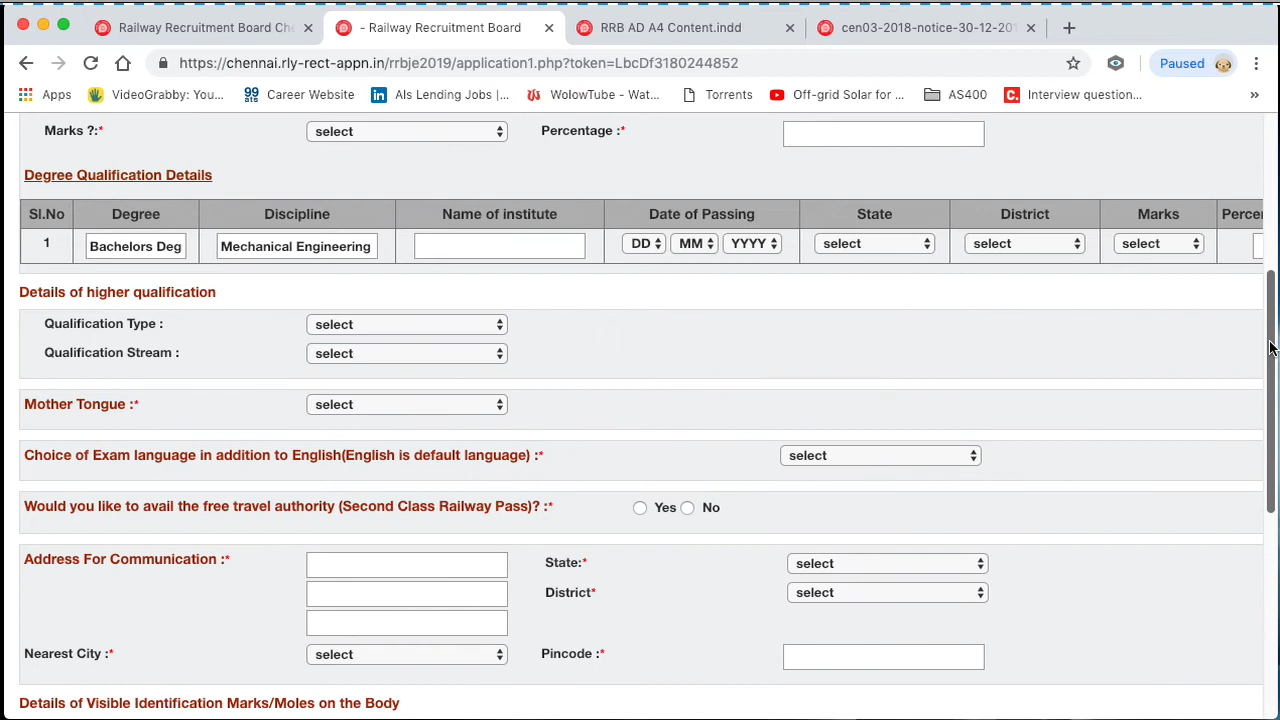 Railway Recruitment Board Che
- Railway Recruitment Board
RRB AD A4 Content.indd
cen03-2018-notice-30-12-201
https://chennai.rly-rect-appn.in/rrbje2019/application1.php?token=LbcDf3180244852
Paused
Apps
VideoGrabby: You...
99 acres
Career Website
in
Als Lending Jobs |...
WolowTube - Wat...
Torrents
Off-grid Solar for ...
AS400
C.
Interview question...
»
Marks ?:*
select
Percentage :*
Degree Qualification Details
Sl.No Degree Discipline Name of institute Date of Passing State District Marks Percer
1 Bachelors Deg Mechanical Engineering DD MM YYYY select select select
Details of higher qualification
Qualification Type : select
Qualification Stream : select
Mother Tongue :* select
Choice of Exam language in addition to English(English is default language) :* select
Would you like to avail the free travel authority (Second Class Railway Pass)? :* Yes No
Address For Communication :* State:* select
District* select
Nearest City :* select Pincode :*
Details of Visible Identification Marks/Moles on the Body